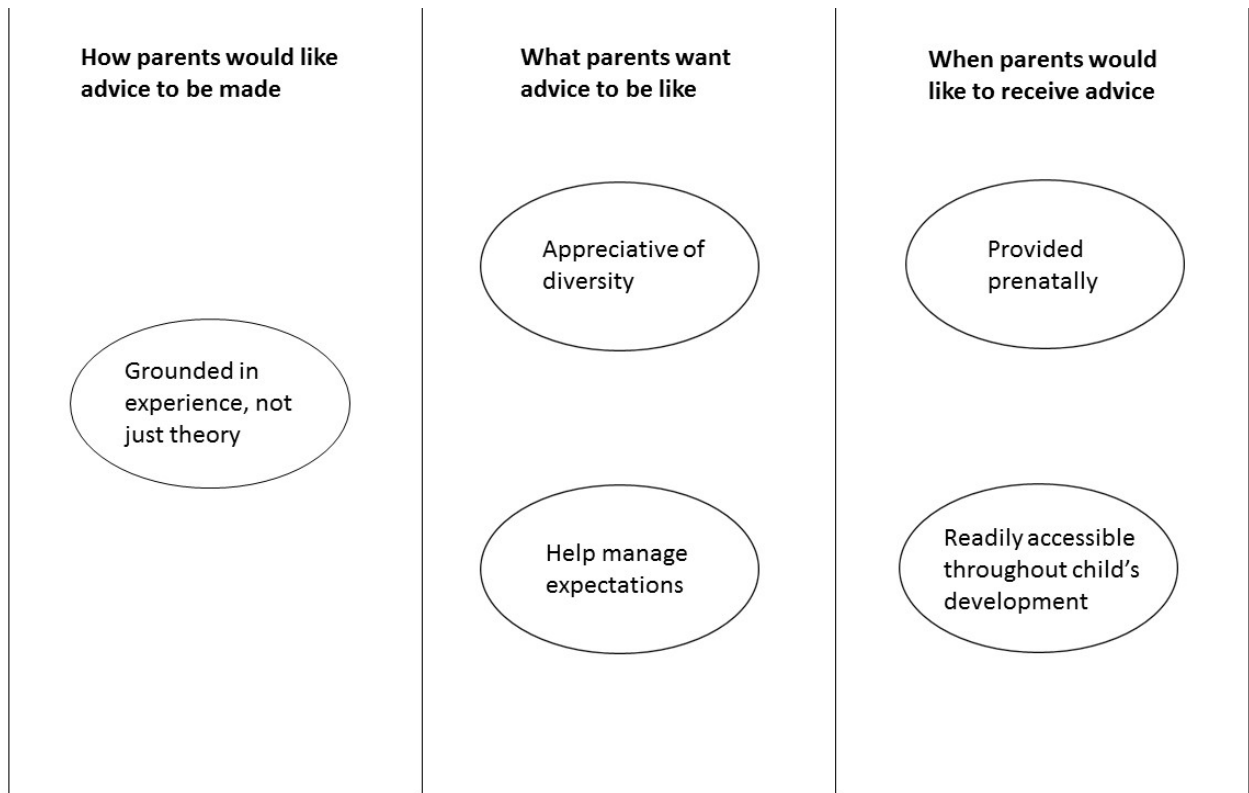 How parents would like
advice to be made
What parents want
advice to be like
When parents would
like to receive advice
Grounded in
experience, not
just theory
Appreciative of
diversity
Help manage
expectations
Provided
prenatally
Readily accessible
throughout child’s
development